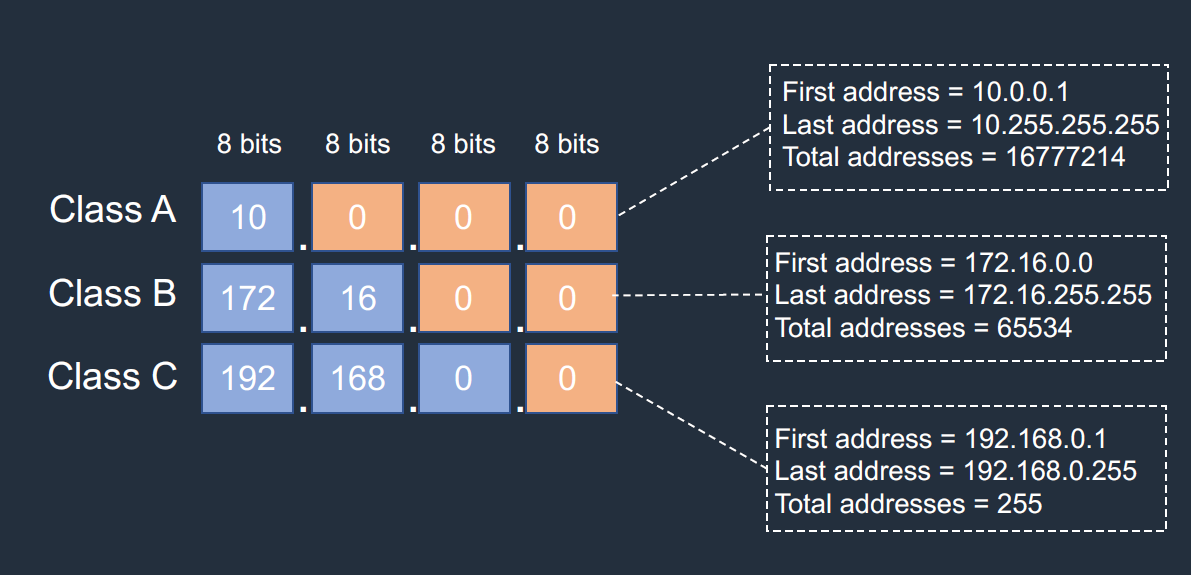 8 bits 8 bits 8 bits 8 bits
Class A 10 . 0 . 0 . 0
Class B 172 . 16 . 0 . 0
Class C 192 . 168 . 0 . 0
First address = 10.0.0.1
Last address = 10.255.255.255
Total addresses = 16777214
First address = 172.16.0.0
Last address = 172.16.255.255
Total addresses = 65534
First address = 192.168.0.1
Last address = 192.168.0.255
Total addresses = 255